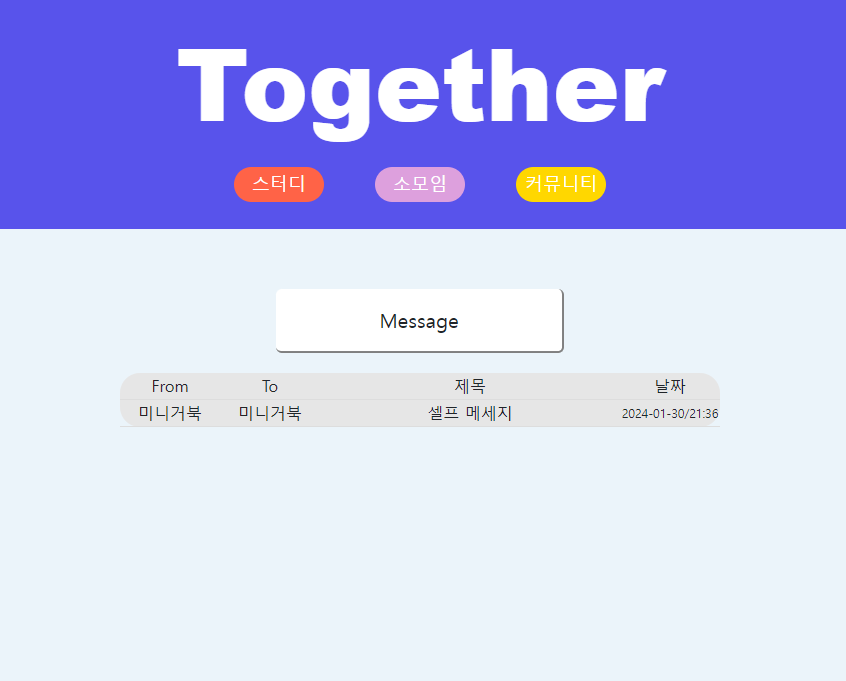 Together
스터디 소모임 커뮤니티
Message
From To 제목 날짜
미니거북 미니거북 셀프 메세지 2024-01-30/21:36